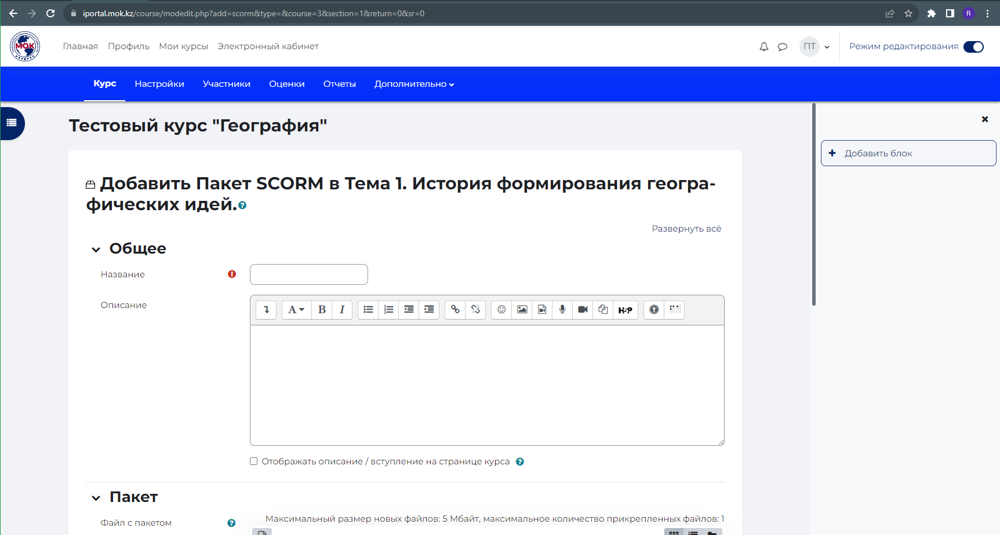 iportal.mok.kz/course/modedit.php?add=scorm&type=&course=3&section=1&return=0&sr=0
R
МОК
Главная Профиль Мои курсы Электронный кабинет
ПТ
Режим редактирования
Курс Настройки Участники Оценки Отчеты Дополнительно
Тестовый курс "География"
Добавить блок
Добавить Пакет SCORM в Тема 1. История формирования геогра-
фических идей.
Развернуть всё
Общее
Название
Описание
A B I H5P
Отображать описание / вступление на странице курса
Пакет
Файл с пакетом
Максимальный размер новых файлов: 5 Мбайт, максимальное количество прикрепленных файлов: 1